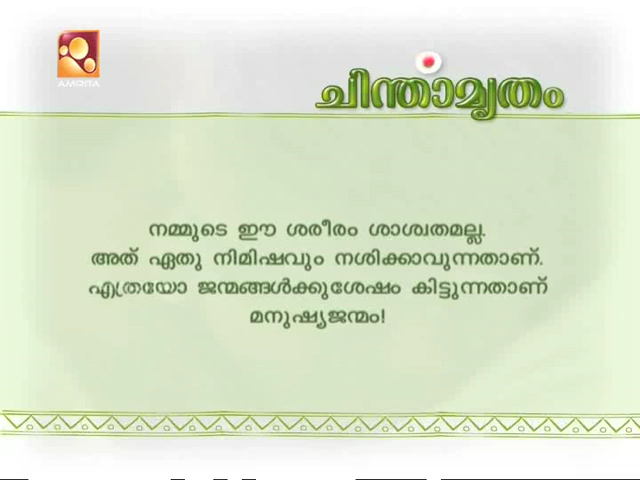 AMRITA
ചിന്താമൃതം
നമ്മുടെ ഈ ശരീരം ശാശ്വതമല്ല.
അത് ഏതു നിമിഷവും നശിക്കാവുന്നതാണ്.
എത്രയോ ജന്മങ്ങൾക്കുശേഷം കിട്ടുന്നതാണ്
മനുഷ്യജന്മം!